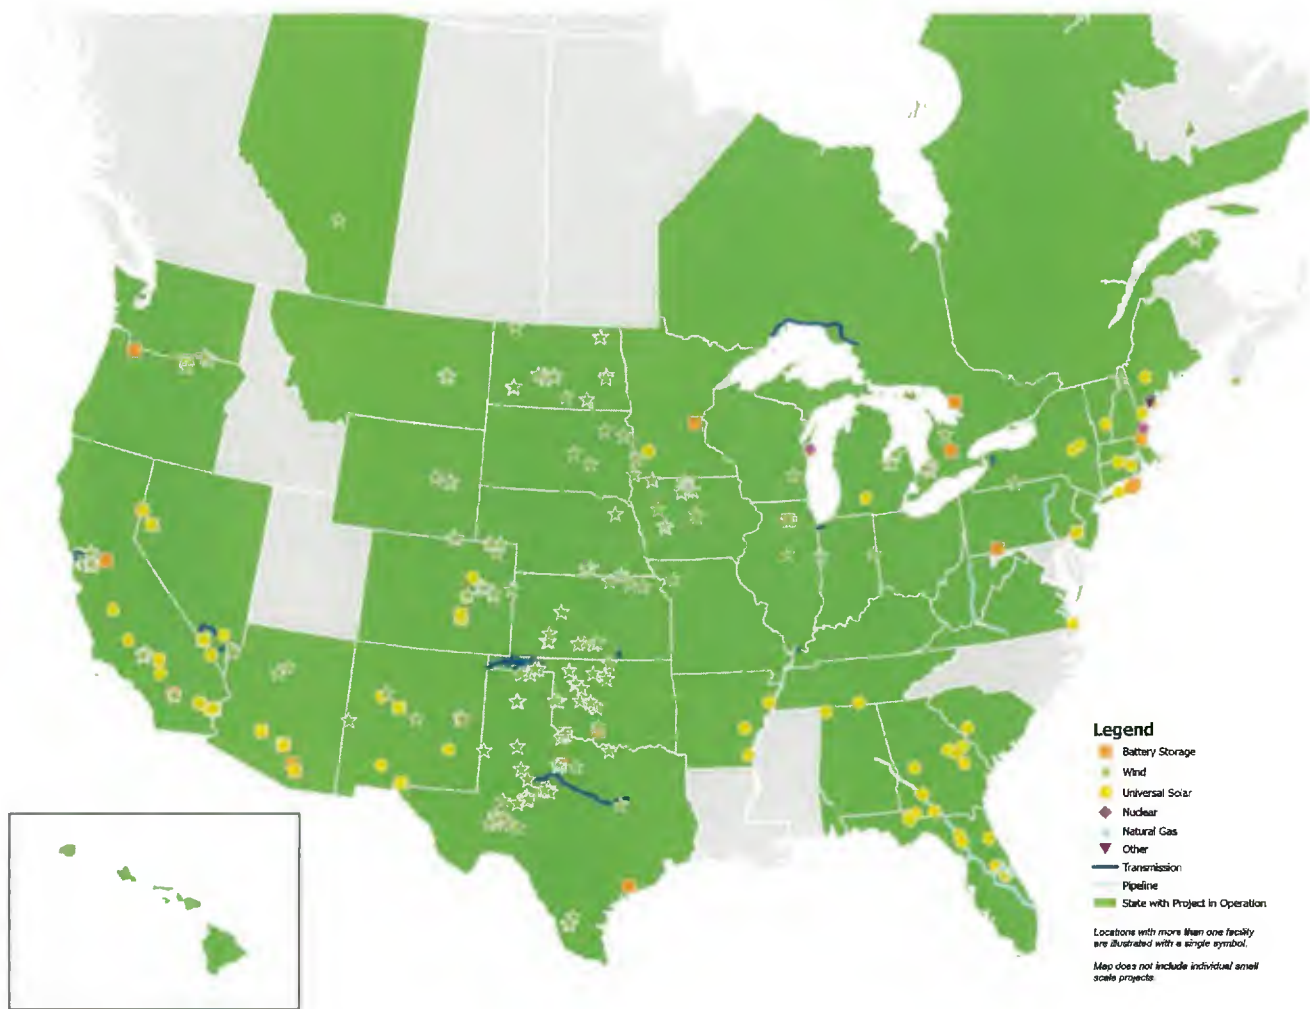 Legend
Battery Storage
Wind
Universal Solar
Nuclear
Natural Gas
Other
Transmission
Pipeline
State with Project in Operation
Locations with more than one facility
are illustrated with a single symbol.
Map does not include individual small
scale projects.